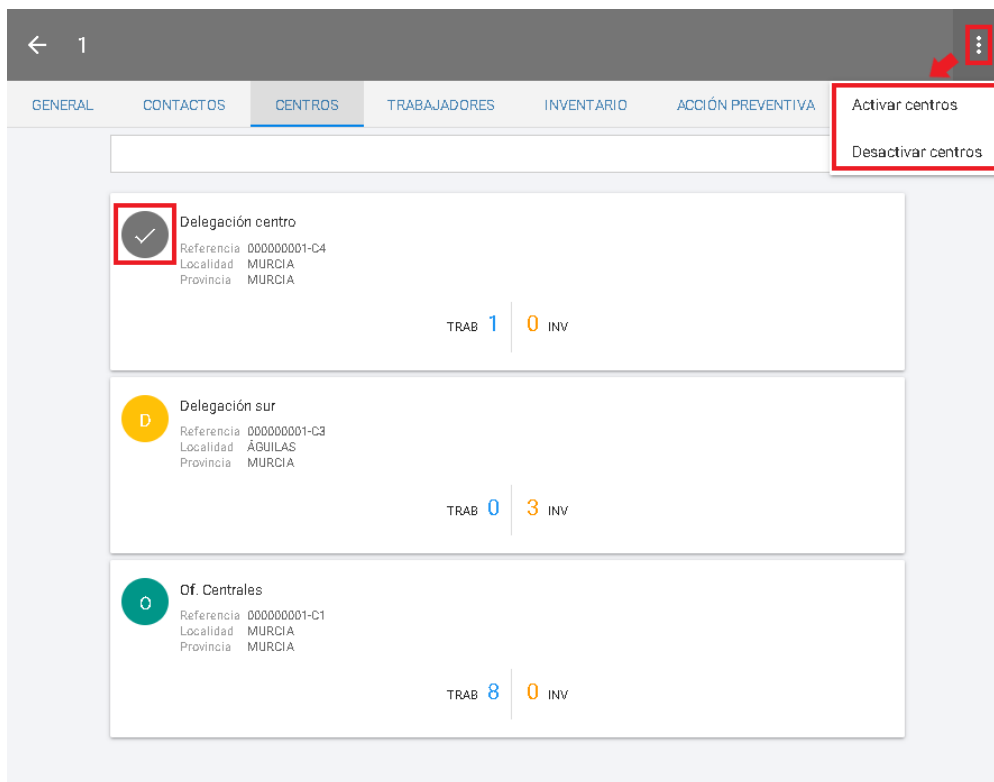 1
GENERAL CONTACTOS CENTROS TRABAJADORES INVENTARIO ACCIÓN PREVENTIVA
Activar centros
Desactivar centros
Delegación centro
Referencia 000000001-C4
Localidad MURCIA
Provincia MURCIA
TRAB 1 0 INV
D
Delegación sur
Referencia 000000001-C3
Localidad ÁGUILAS
Provincia MURCIA
TRAB 0 3 INV
O
Of. Centrales
Referencia 000000001-C1
Localidad MURCIA
Provincia MURCIA
TRAB 8 0 INV